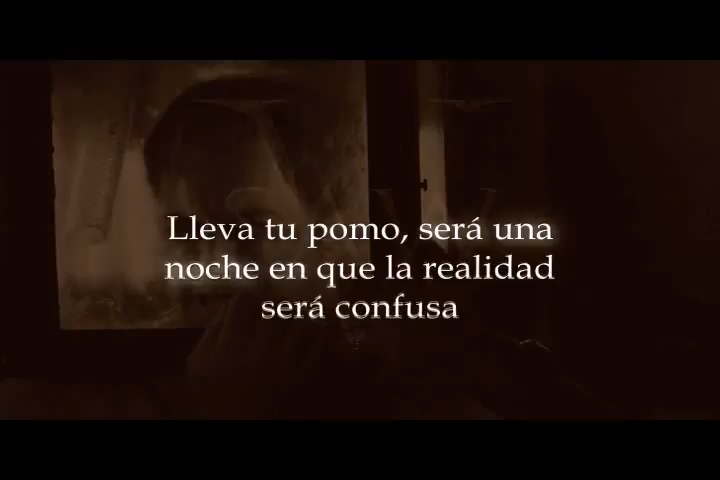 Lleva tu pomo, será una
noche en que la realidad
será confusa